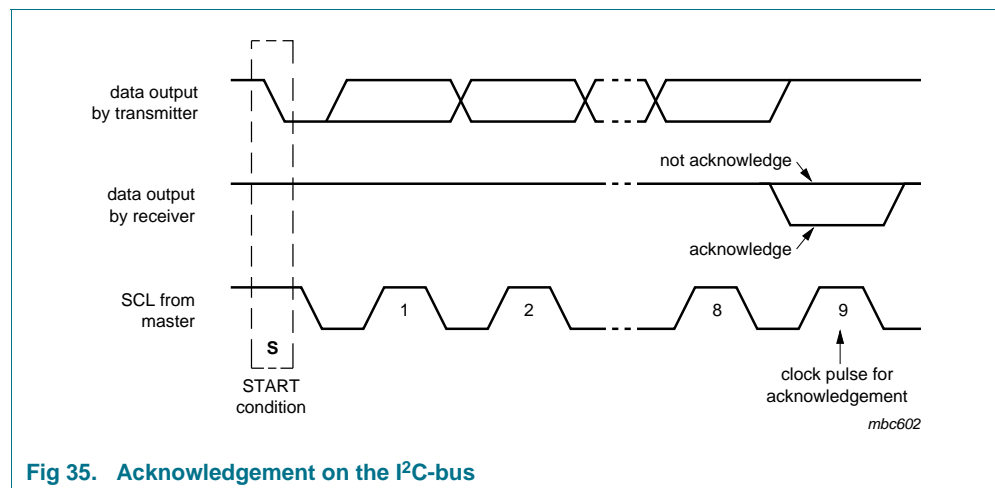 data output
by transmitter
not acknowledge
data output
by receiver
acknowledge
SCL from
master
1
2
8
9
S
START
condition
clock pulse for
acknowledgement
mbc602
Fig 35. Acknowledgement on the I²C-bus